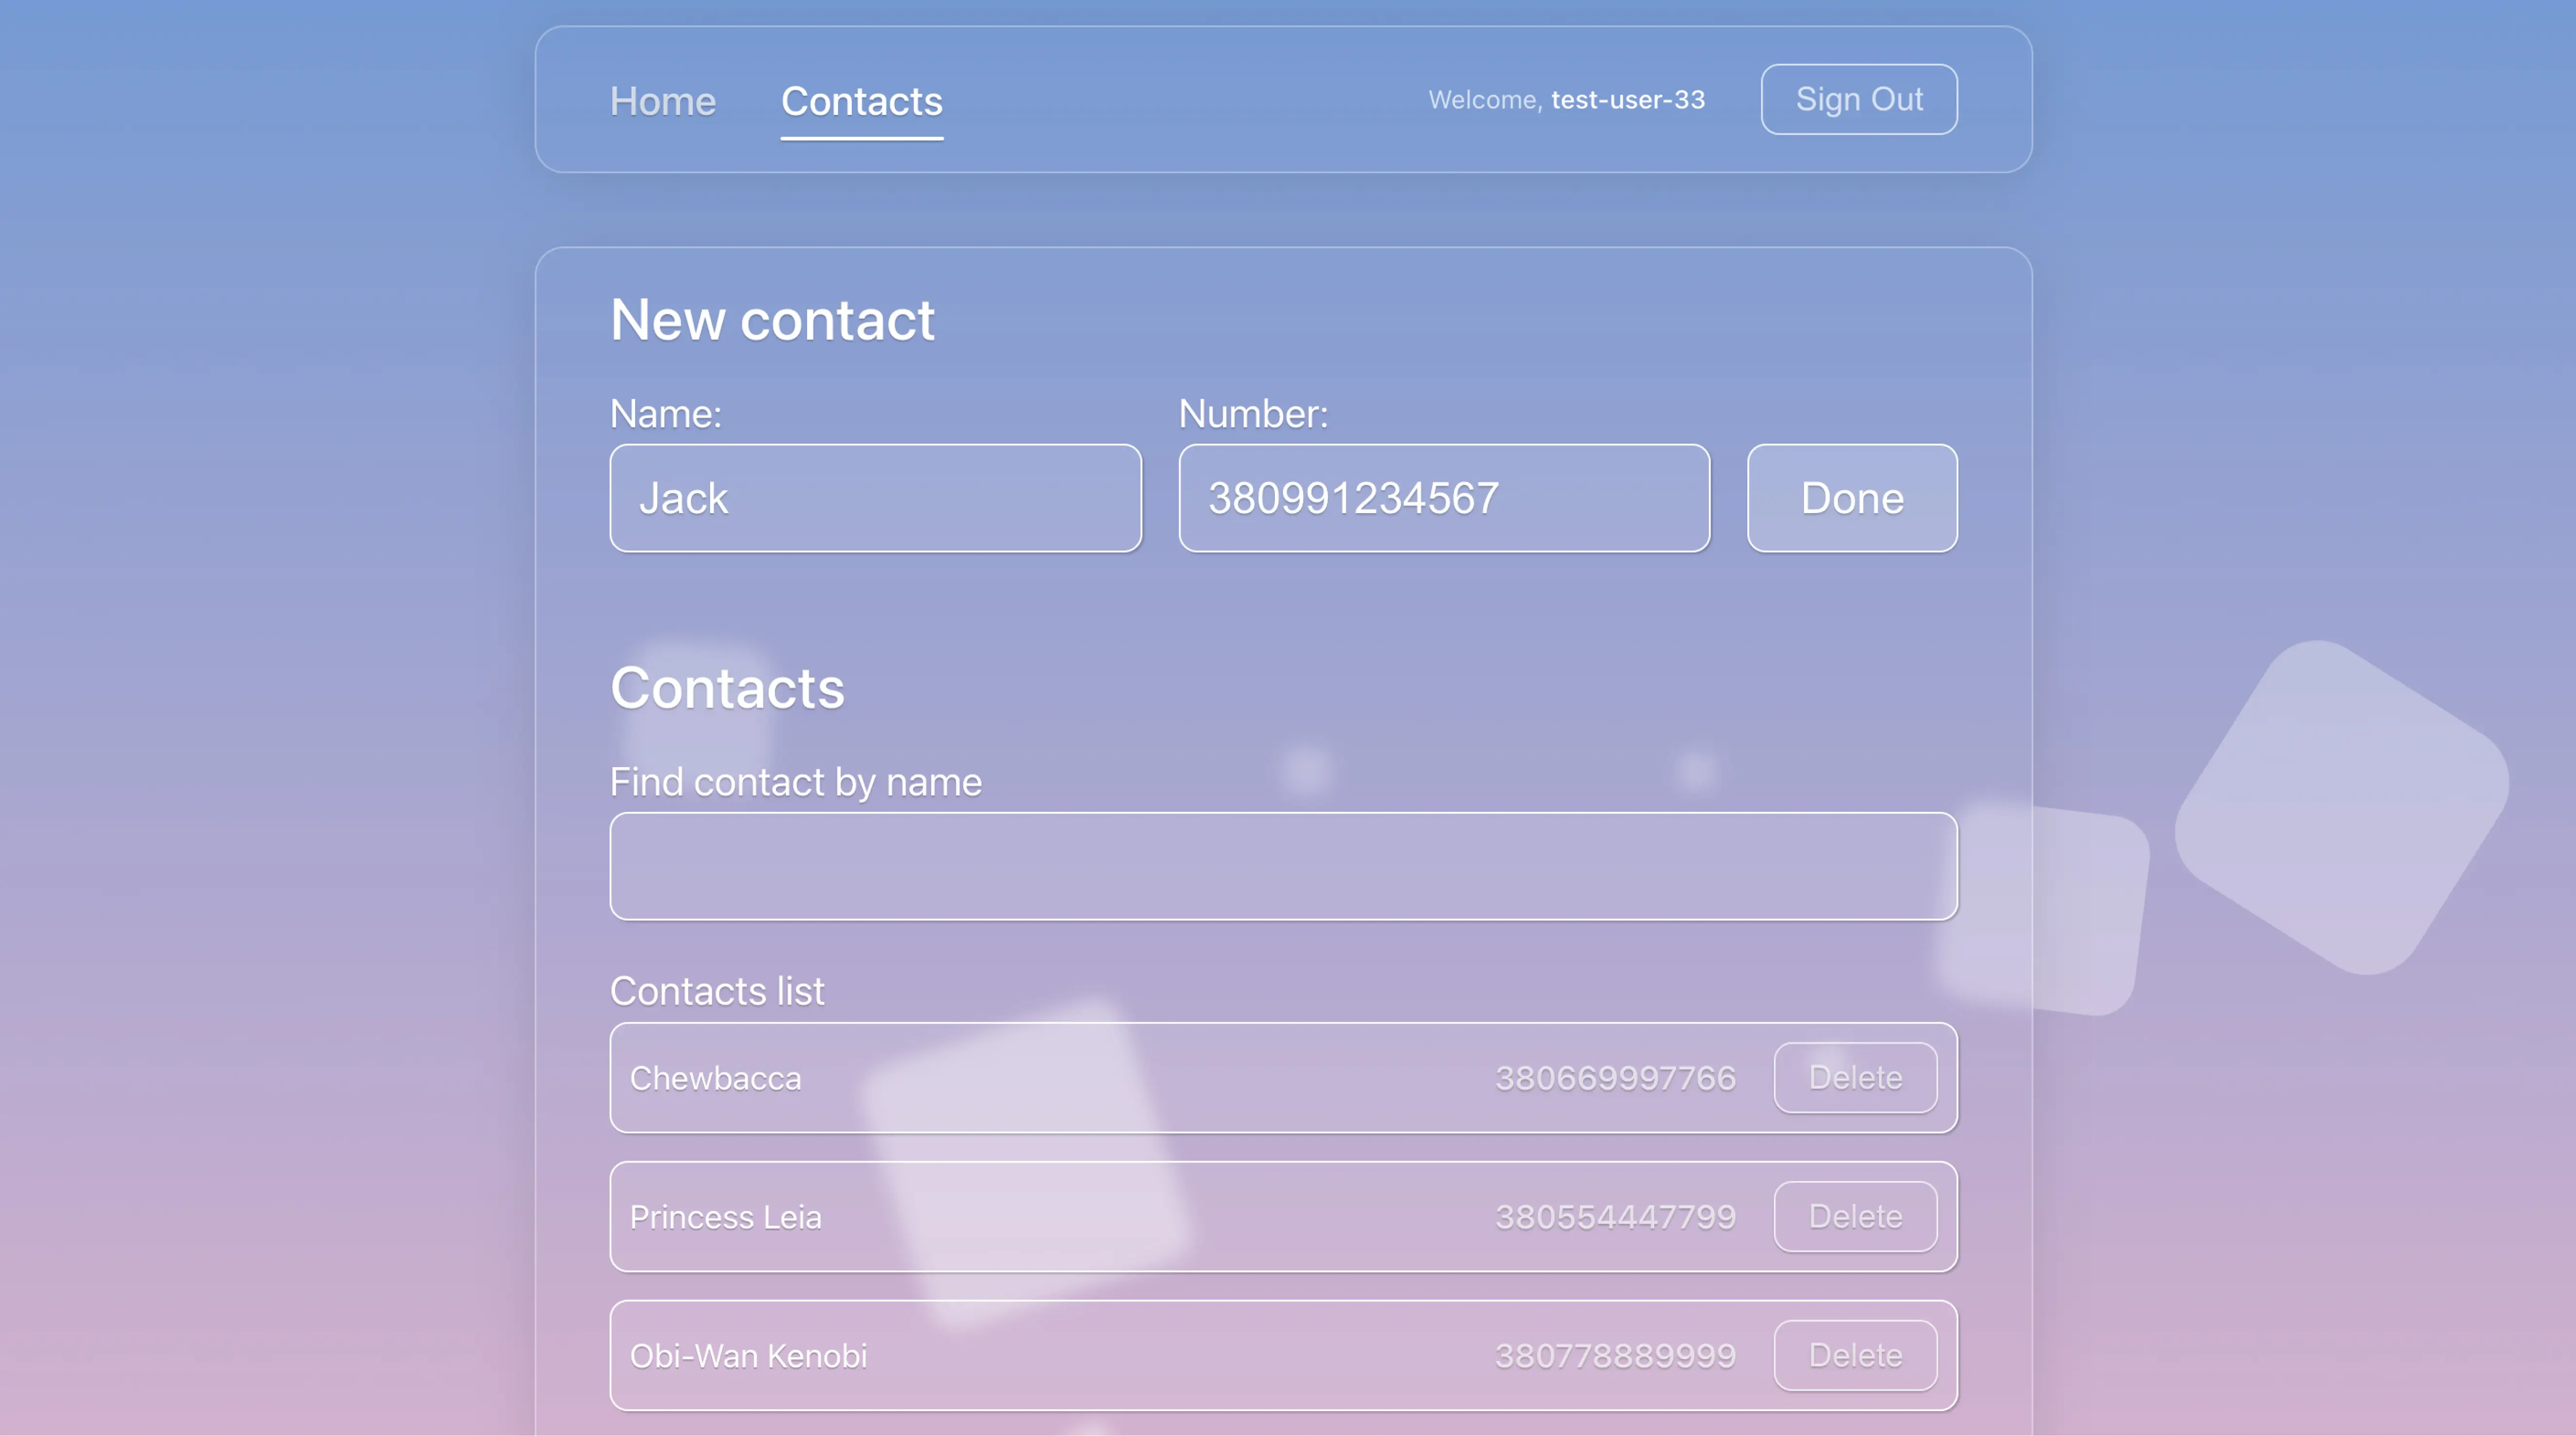 Home Contacts Welcome, test-user-33 Sign Out
New contact
Name: Number:
Jack 380991234567 Done
Contacts
Find contact by name
Contacts list
Chewbacca 380669997766 Delete
Princess Leia 380554447799 Delete
Obi-Wan Kenobi 380778889999 Delete